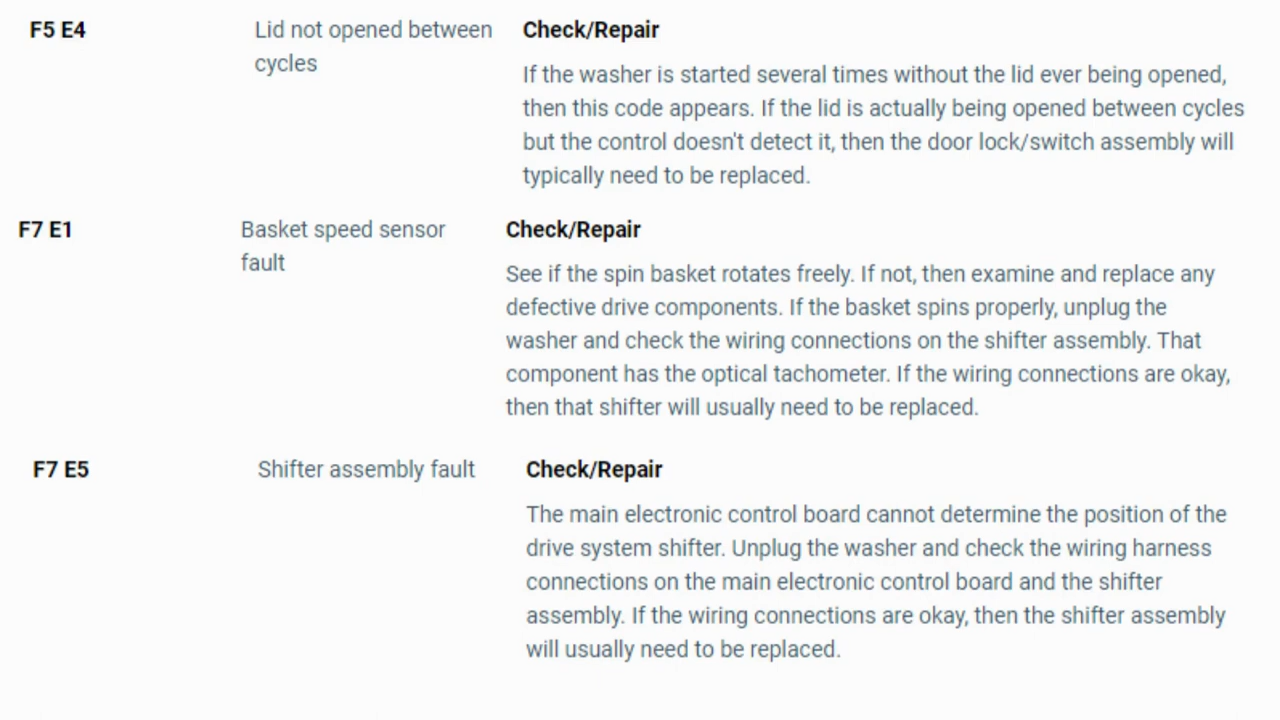 F5 E4 Lid not opened between Check/Repair
cycles
If the washer is started several times without the lid ever being opened,
then this code appears. If the lid is actually being opened between cycles
but the control doesn't detect it, then the door lock/switch assembly will
typically need to be replaced.
F7 E1 Basket speed sensor Check/Repair
fault
See if the spin basket rotates freely. If not, then examine and replace any
defective drive components. If the basket spins properly, unplug the
washer and check the wiring connections on the shifter assembly. That
component has the optical tachometer. If the wiring connections are okay,
then that shifter will usually need to be replaced.
F7 E5 Shifter assembly fault Check/Repair
The main electronic control board cannot determine the position of the
drive system shifter. Unplug the washer and check the wiring harness
connections on the main electronic control board and the shifter
assembly. If the wiring connections are okay, then the shifter assembly
will usually need to be replaced.